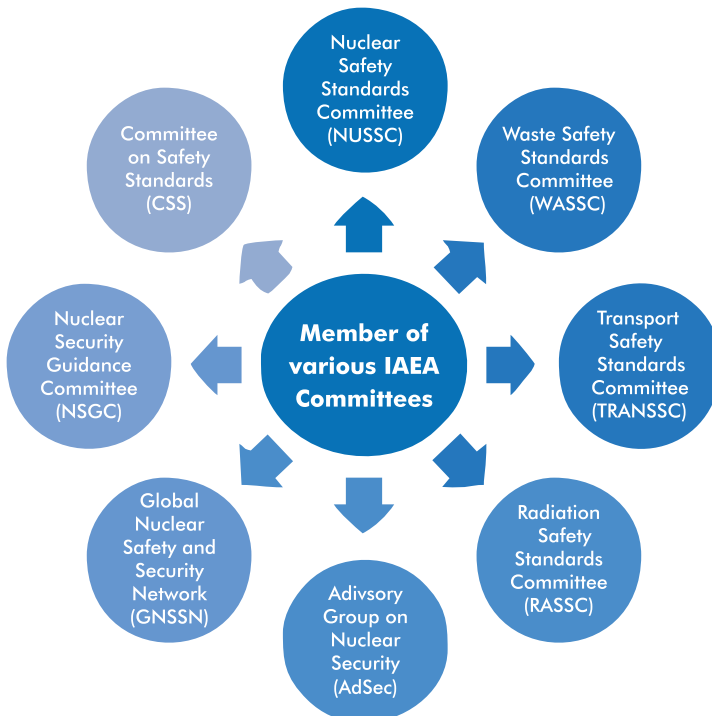 Nuclear
Safety
Standards
Committee
(NUSSC)
Committee
on Safety
Standards
(CSS)
Waste Safety
Standards
Committee
(WASSC)
Member of
various IAEA
Committees
Nuclear
Security
Guidance
Committee
(NSGC)
Transport
Safety
Standards
Committee
(TRANSSC)
Global
Nuclear
Safety and
Security
Network
(GNSSN)
Adivsory
Group on
Nuclear
Security
(AdSec)
Radiation
Safety
Standards
Committee
(RASSC)